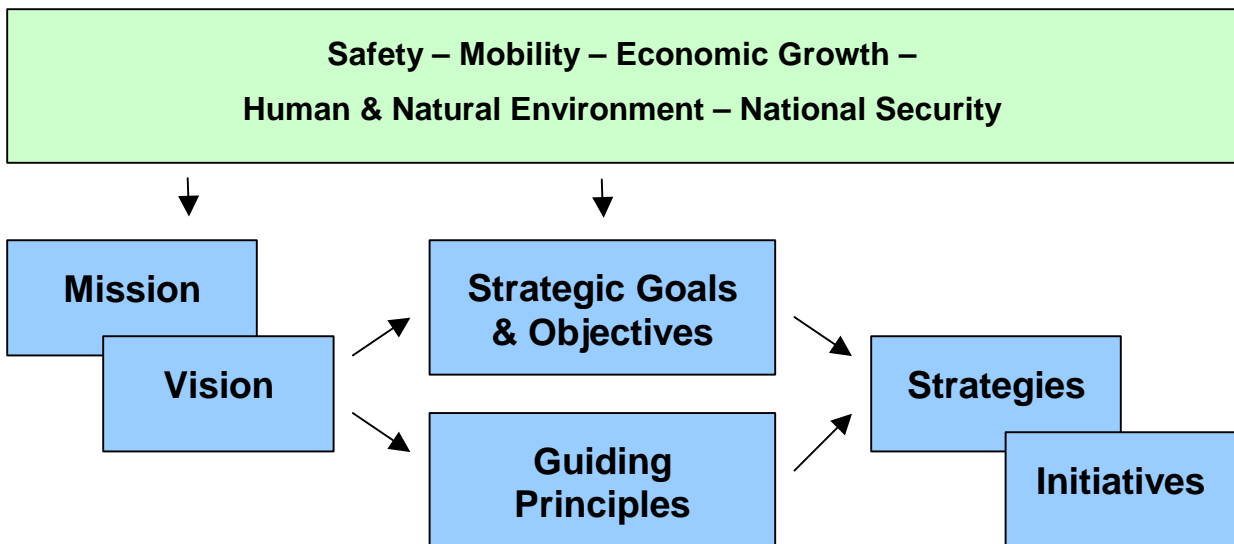 Safety – Mobility – Economic Growth –
Human & Natural Environment – National Security
Mission
Vision
Strategic Goals
& Objectives
Guiding
Principles
Strategies
Initiatives